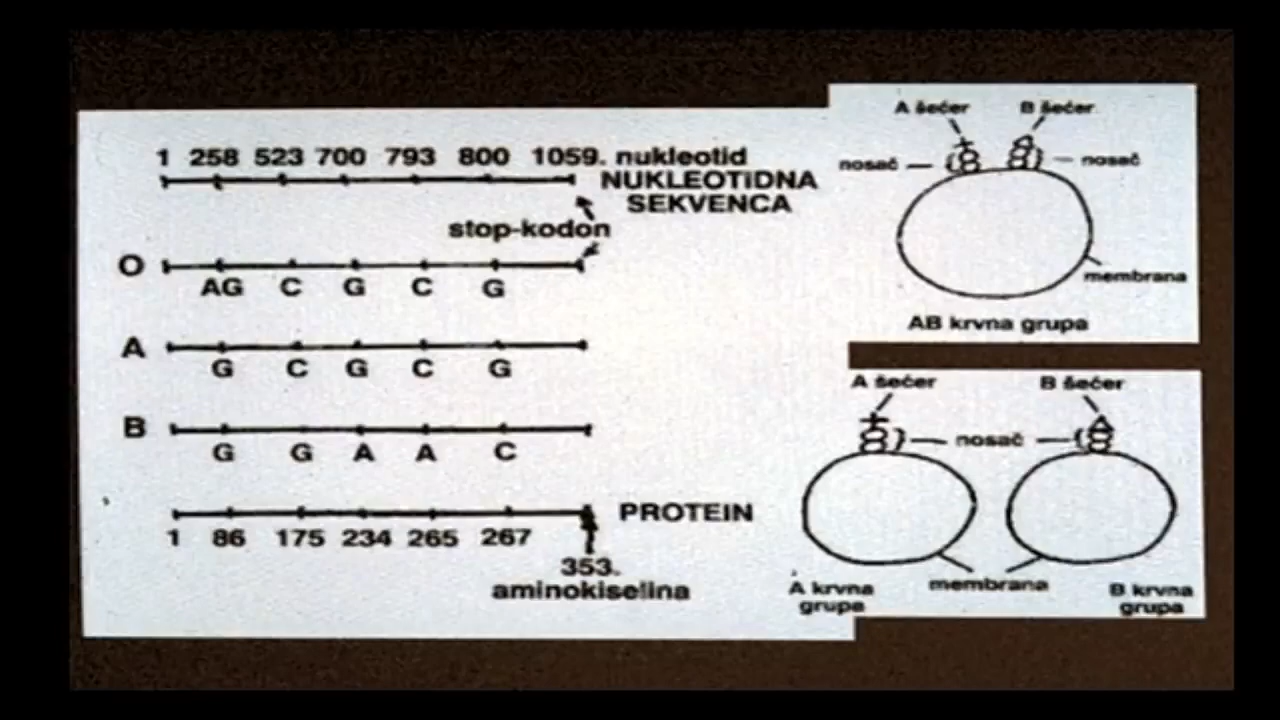 1 258 523 700 793 800 1059. nukleotid
NUKLEOTIDNA
SEKVENCA
stop-kodon
O
AG C G C G
A
G C G C G
B
G G A A C
PROTEIN
1 86 175 234 265 267
353.
aminokiselina
A šećer B šećer
nosač nosač
membrana
AB krvna grupa
A šećer B šećer
nosač
membrana
A krvna
grupa
B krvna
grupa